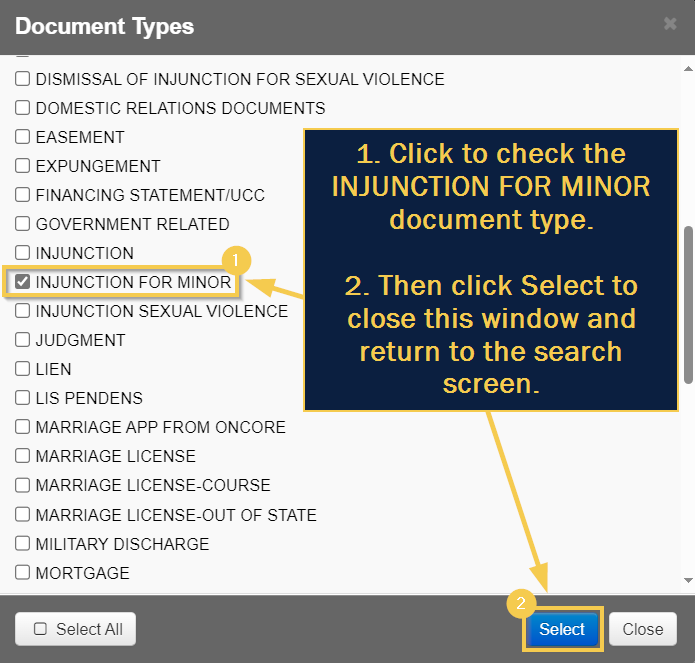 Document Types
×
DISMISSAL OF INJUNCTION FOR SEXUAL VIOLENCE
DOMESTIC RELATIONS DOCUMENTS
EASEMENT
EXPUNGEMENT
FINANCING STATEMENT/UCC
GOVERNMENT RELATED
INJUNCTION
1
INJUNCTION FOR MINOR
INJUNCTION SEXUAL VIOLENCE
JUDGMENT
LIEN
LIS PENDENS
MARRIAGE APP FROM ONCORE
MARRIAGE LICENSE
MARRIAGE LICENSE-COURSE
MARRIAGE LICENSE-OUT OF STATE
MILITARY DISCHARGE
MORTGAGE
1. Click to check the
INJUNCTION FOR MINOR
document type.
2. Then click Select to
close this window and
return to the search
screen.
Select All
2
Select
Close